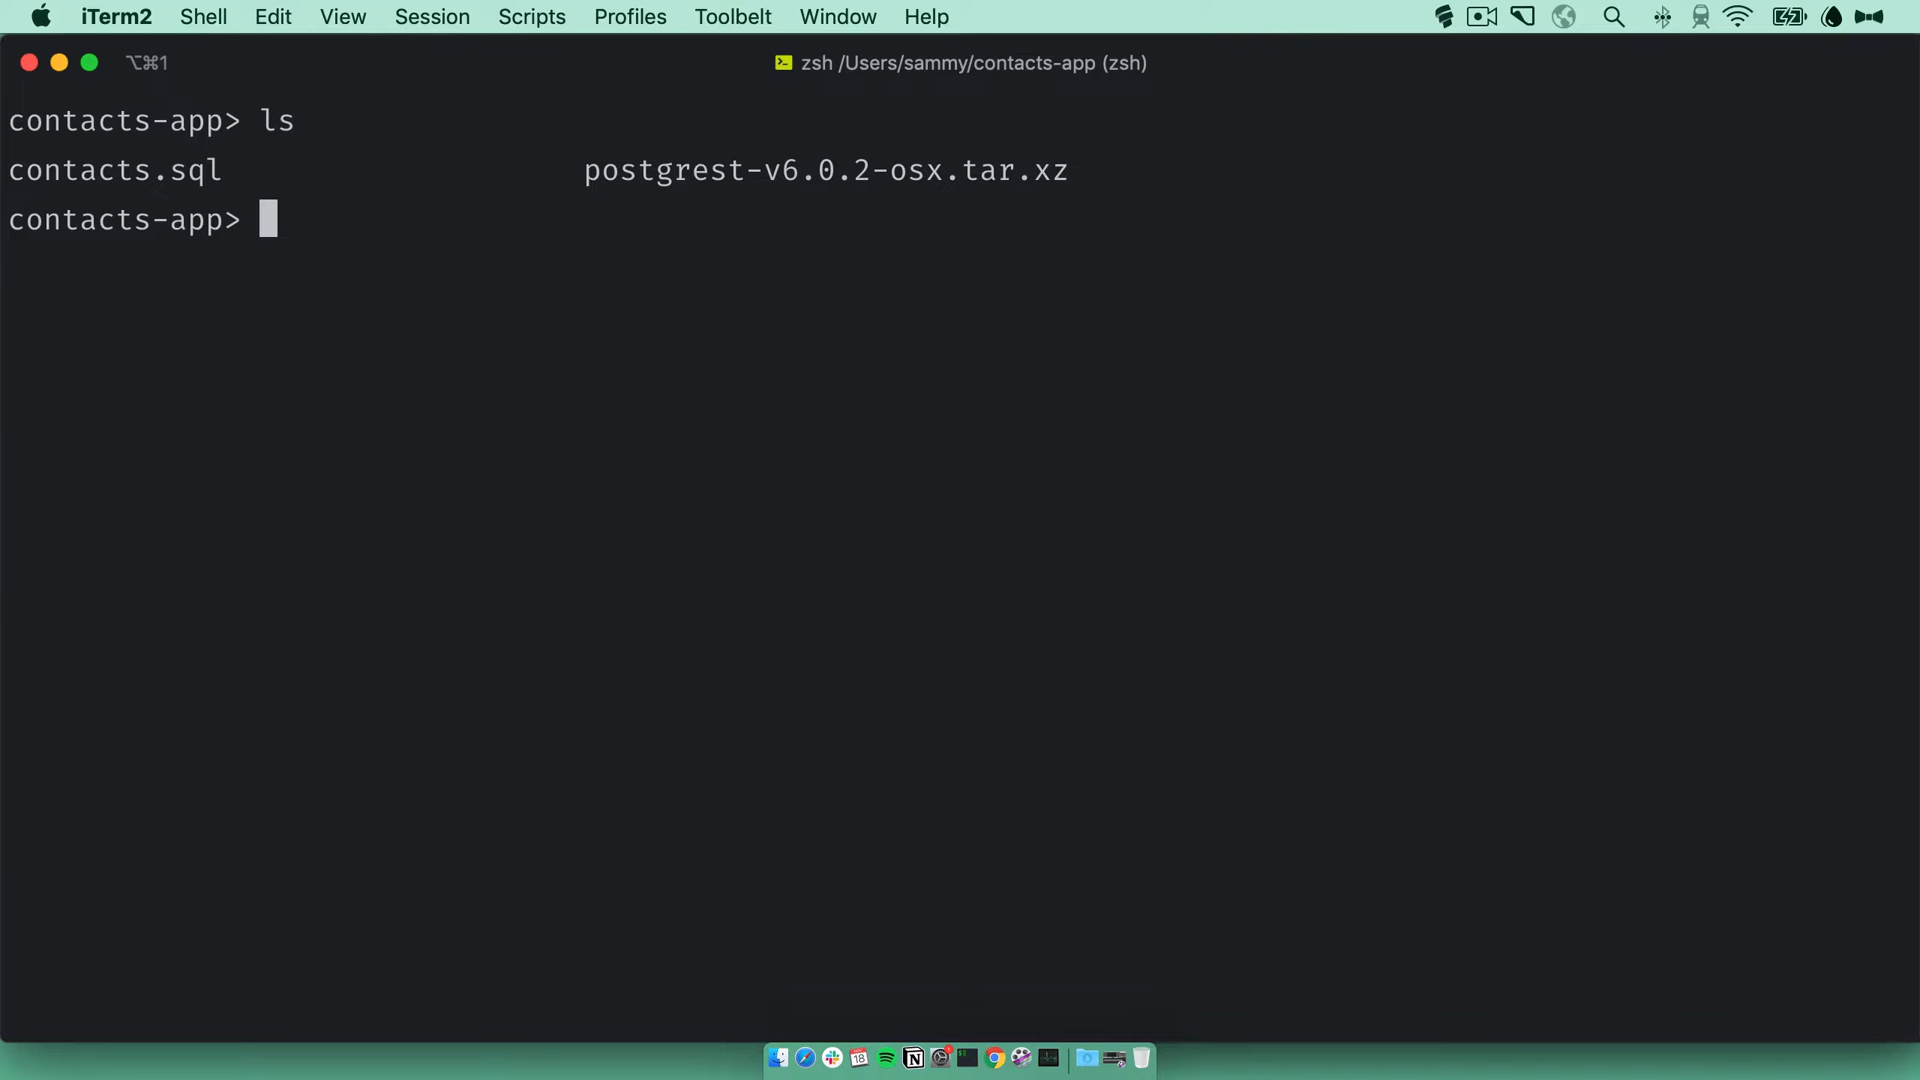 iTerm2 Shell Edit View Session Scripts Profiles Toolbelt Window Help
⌥⌘1 zsh /Users/sammy/contacts-app (zsh)
contacts-app> ls
contacts.sql postgrest-v6.0.2-osx.tar.xz
contacts-app>
18